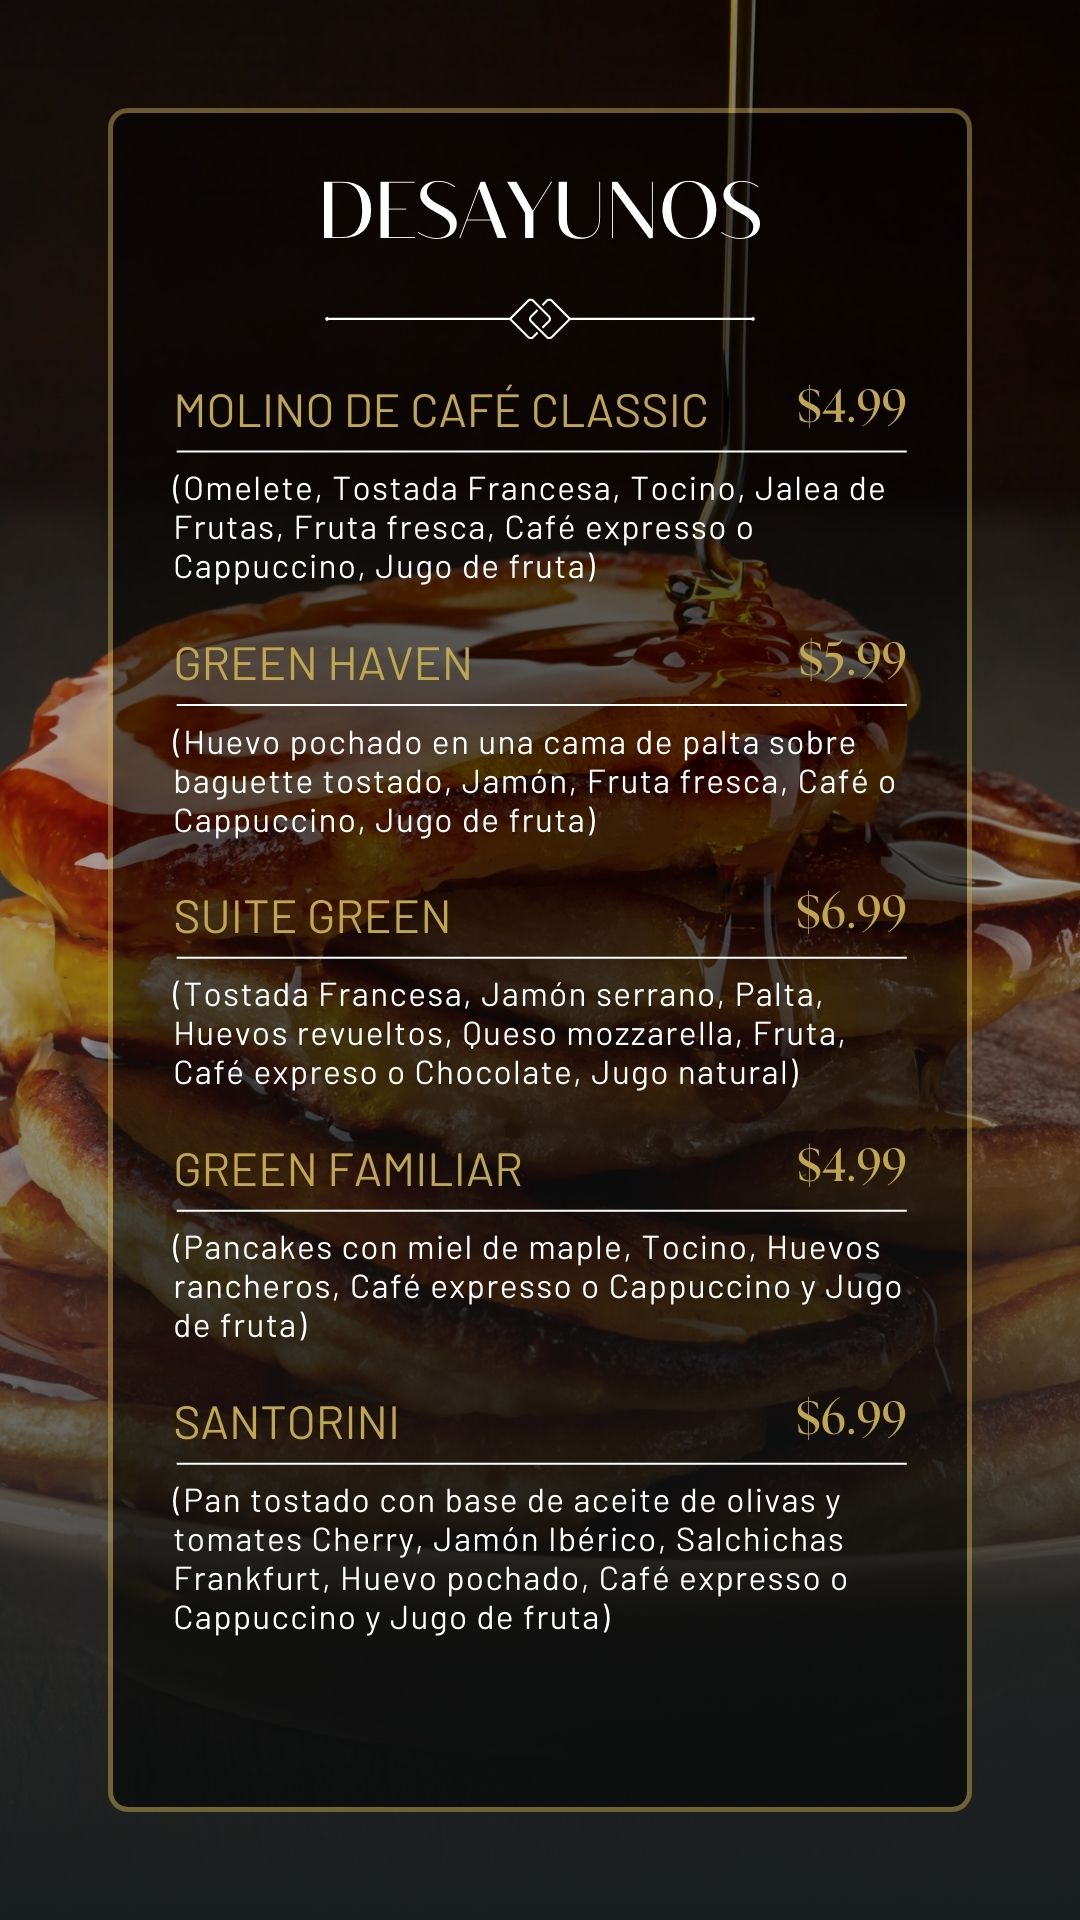 DESAYUNOS
MOLINO DE CAFÉ CLASSIC $4.99
(Omelete, Tostada Francesa, Tocino, Jalea de
Frutas, Fruta fresca, Café expresso o
Cappuccino, Jugo de fruta)
GREEN HAVEN $5.99
(Huevo pochado en una cama de palta sobre
baguette tostado, Jamón, Fruta fresca, Café o
Cappuccino, Jugo de fruta)
SUITE GREEN $6.99
(Tostada Francesa, Jamón serrano, Palta,
Huevos revueltos, Queso mozzarella, Fruta,
Café expreso o Chocolate, Jugo natural)
GREEN FAMILIAR $4.99
(Pancakes con miel de maple, Tocino, Huevos
rancheros, Café expresso o Cappuccino y Jugo
de fruta)
SANTORINI $6.99
(Pan tostado con base de aceite de olivas y
tomates Cherry, Jamón Ibérico, Salchichas
Frankfurt, Huevo pochado, Café expresso o
Cappuccino y Jugo de fruta)